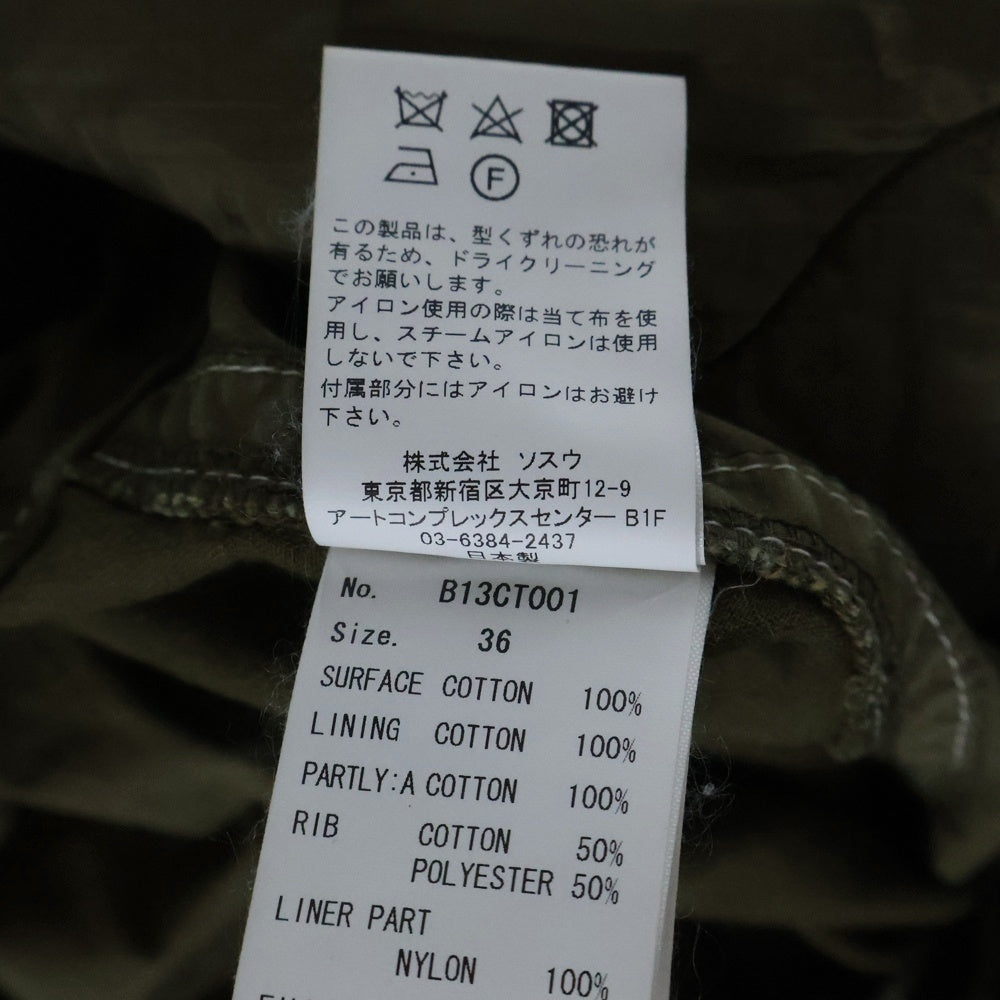 F
この製品は、型くずれの恐れが
有るため、ドライクリーニング
でお願いします。
アイロン使用の際は当て布を使
用し、スチームアイロンは使用
しないで下さい。
付属部分にはアイロンはお避け
下さい。
株式会社 ソスウ
東京都新宿区大京町12-9
アートコンプレックスセンター B1F
03-6384-2437
日本製
No. B13CT001
Size. 36
SURFACE COTTON 100%
LINING COTTON 100%
PARTLY:A COTTON 100%
RIB COTTON 50%
POLYESTER 50%
LINER PART
NYLON 100%